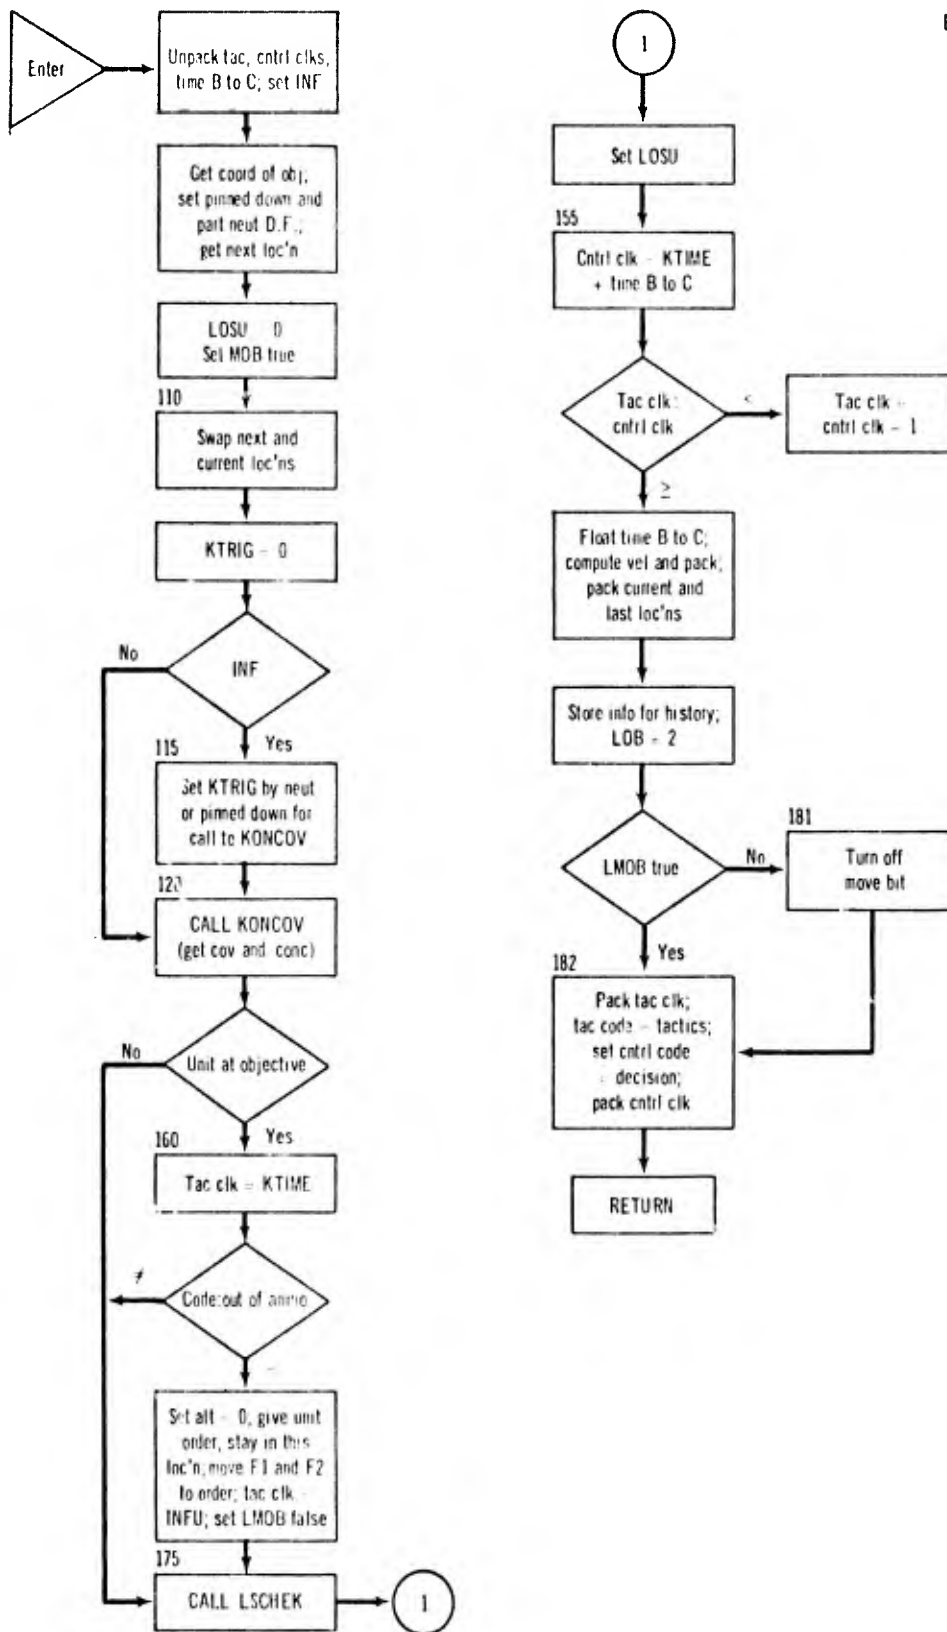 Enter
Unpack tac, cntrl clks,
time B to C; set INF
Get coord of obj;
set pinned down and
part neut D.F.;
get next loc'n
LOSU = 0
Set MOB true
110
Swap next and
current loc'ns
KTRIG = 0
INF
No
Yes
115
Set KTRIG by neut
or pinned down for
call to KONCOV
120
CALL KONCOV
(get cov and conc)
Unit at objective
No
Yes
160
Tac clk = KTIME
Code:out of ammo
≠
=
Set alt = 0, give unit
order, stay in this
loc'n; move F1 and F2
to order; tac clk =
INFU; set LMOB false
175
CALL LSCHEK
1
1
Set LOSU
155
Cntrl clk = KTIME
+ time B to C
Tac clk:
cntrl clk
<
Tac clk =
cntrl clk - 1
≥
Float time B to C;
compute vel and pack;
pack current and
last loc'ns
Store info for history;
LOB = 2
LMOB true
No
181
Turn off
move bit
Yes
182
Pack tac clk;
tac code = tactics;
set cntrl code
= decision;
pack cntrl clk
RETURN